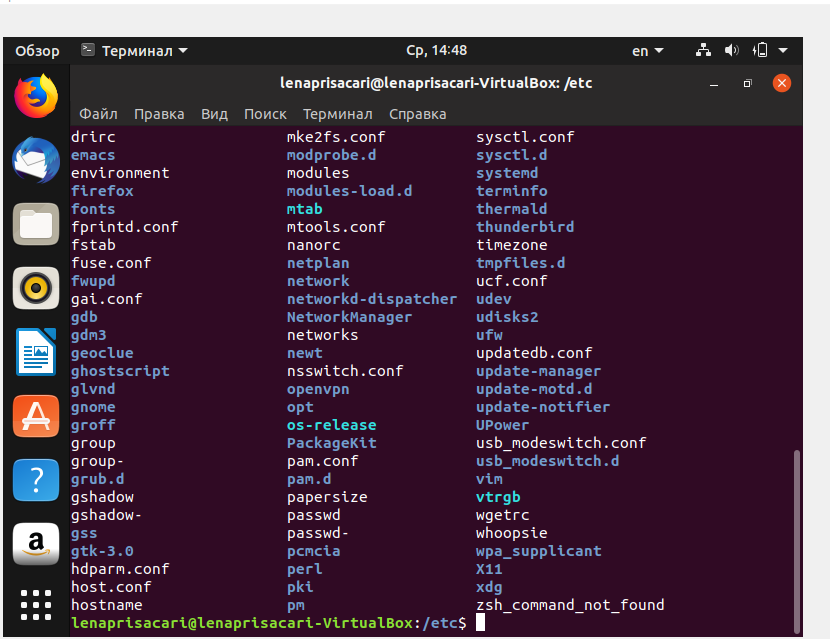 Обзор Терминал Ср, 14:48 en
lenaprisacari@lenaprisacari-VirtualBox: /etc
Файл Правка Вид Поиск Терминал Справка
drirc mke2fs.conf sysctl.conf
emacs modprobe.d sysctl.d
environment modules systemd
firefox modules-load.d terminfo
fonts mtab thermald
fprintd.conf mtools.conf thunderbird
fstab nanorc timezone
fuse.conf netplan tmpfiles.d
fwupd network ucf.conf
gai.conf networkd-dispatcher udev
gdb NetworkManager udisks2
gdm3 networks ufw
geoclue newt updatedb.conf
ghostscript nsswitch.conf update-manager
glvnd openvpn update-motd.d
gnome opt update-notifier
groff os-release UPower
group PackageKit usb_modeswitch.conf
group- pam.conf usb_modeswitch.d
grub.d pam.d vim
gshadow papersize vtrgb
gshadow- passwd wgetrc
gss passwd- whoopsie
gtk-3.0 pcmcia wpa_supplicant
hdparm.conf perl X11
host.conf pki xdg
hostname pm zsh_command_not_found
lenaprisacari@lenaprisacari-VirtualBox:/etc$